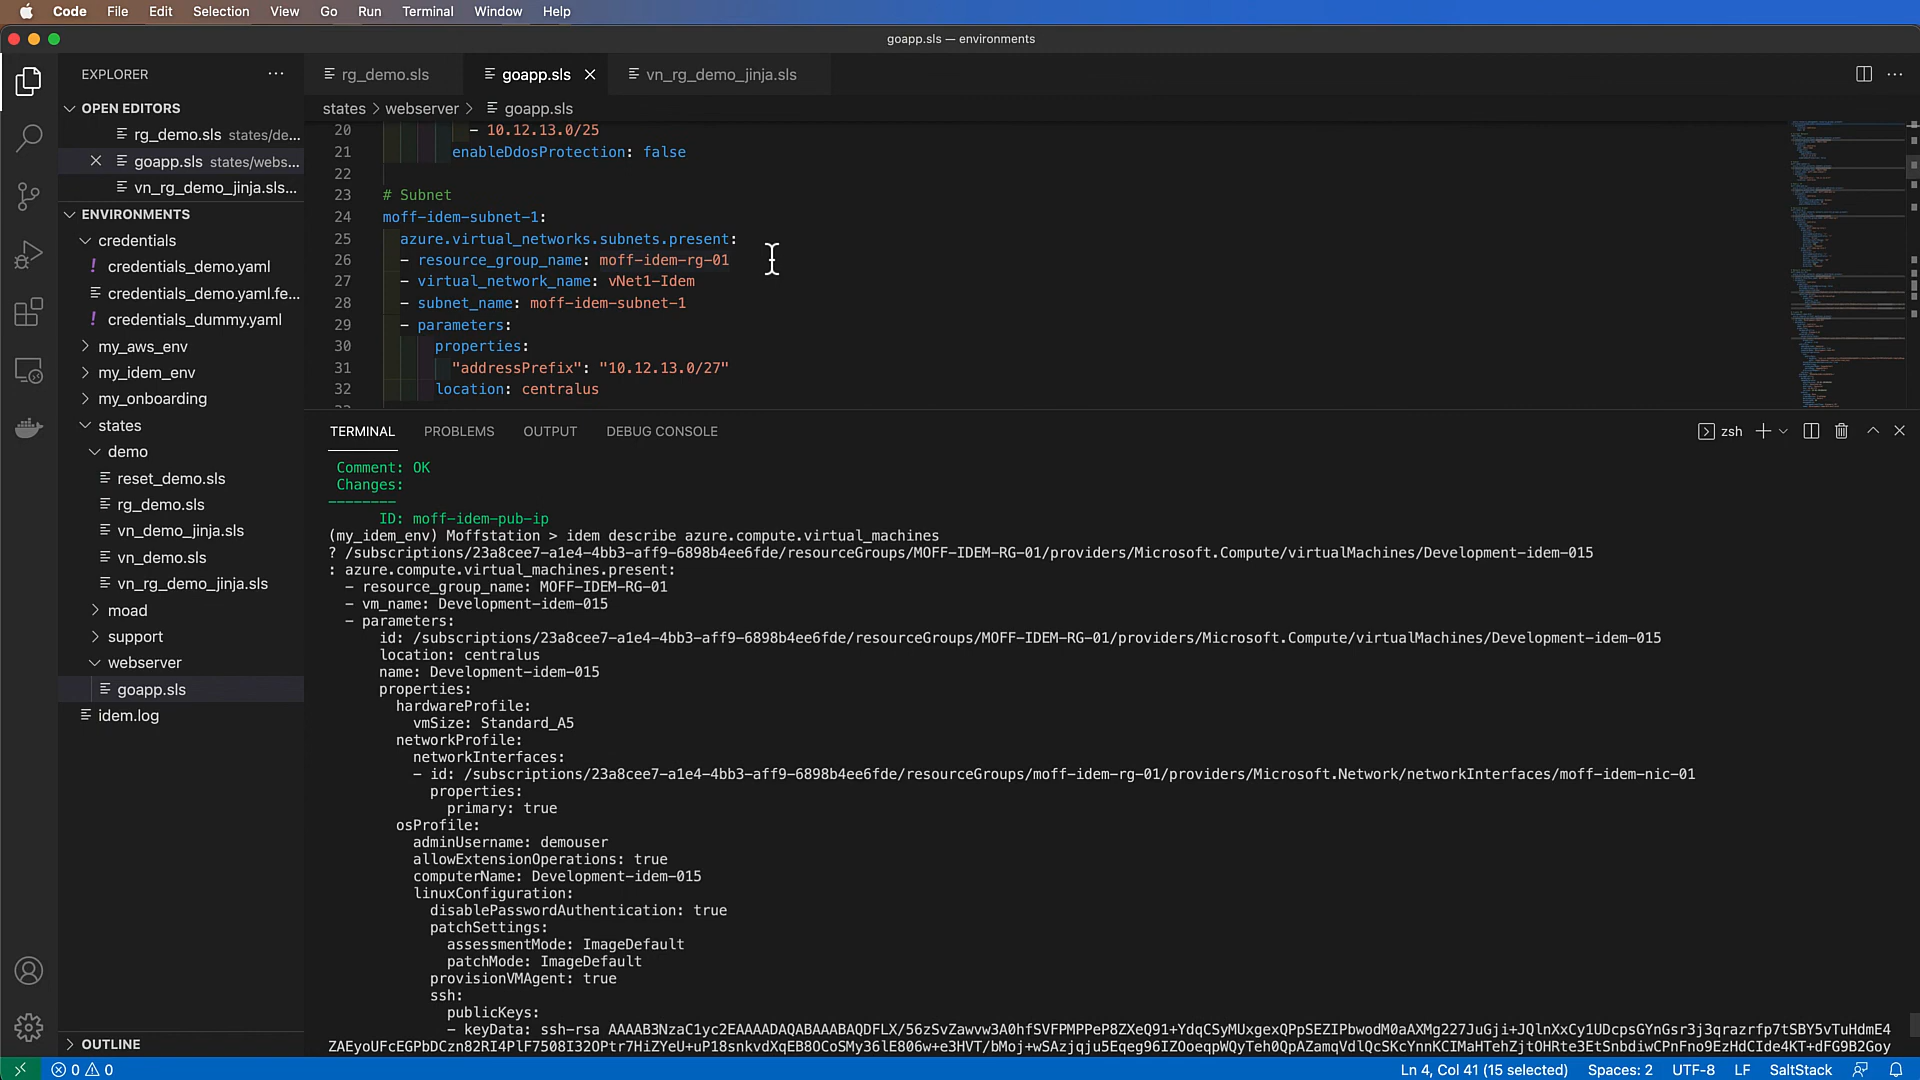 Code File Edit Selection View Go Run Terminal Window Help
goapp.sls — environments
EXPLORER
rg_demo.sls goapp.sls vn_rg_demo_jinja.sls
OPEN EDITORS
rg_demo.sls states/de...
goapp.sls states/webs...
vn_rg_demo_jinja.sls...
ENVIRONMENTS
credentials
credentials_demo.yaml
credentials_demo.yaml.fe...
credentials_dummy.yaml
my_aws_env
my_idem_env
my_onboarding
states
demo
reset_demo.sls
rg_demo.sls
vn_demo_jinja.sls
vn_demo.sls
vn_rg_demo_jinja.sls
moad
support
webserver
goapp.sls
idem.log
OUTLINE
states > webserver > goapp.sls
20 - 10.12.13.0/25
21 enableDdosProtection: false
22
23 # Subnet
24 moff-idem-subnet-1:
25 azure.virtual_networks.subnets.present:
26 - resource_group_name: moff-idem-rg-01
27 - virtual_network_name: vNet1-Idem
28 - subnet_name: moff-idem-subnet-1
29 - parameters:
30 properties:
31 "addressPrefix": "10.12.13.0/27"
32 location: centralus
TERMINAL PROBLEMS OUTPUT DEBUG CONSOLE
zsh
Comment: OK
Changes:
--------
ID: moff-idem-pub-ip
(my_idem_env) Moffstation > idem describe azure.compute.virtual_machines
? /subscriptions/23a8cee7-a1e4-4bb3-aff9-6898b4ee6fde/resourceGroups/MOFF-IDEM-RG-01/providers/Microsoft.Compute/virtualMachines/Development-idem-015
: azure.compute.virtual_machines.present:
- resource_group_name: MOFF-IDEM-RG-01
- vm_name: Development-idem-015
- parameters:
id: /subscriptions/23a8cee7-a1e4-4bb3-aff9-6898b4ee6fde/resourceGroups/MOFF-IDEM-RG-01/providers/Microsoft.Compute/virtualMachines/Development-idem-015
location: centralus
name: Development-idem-015
properties:
hardwareProfile:
vmSize: Standard_A5
networkProfile:
networkInterfaces:
- id: /subscriptions/23a8cee7-a1e4-4bb3-aff9-6898b4ee6fde/resourceGroups/moff-idem-rg-01/providers/Microsoft.Network/networkInterfaces/moff-idem-nic-01
properties:
primary: true
osProfile:
adminUsername: demouser
allowExtensionOperations: true
computerName: Development-idem-015
linuxConfiguration:
disablePasswordAuthentication: true
patchSettings:
assessmentMode: ImageDefault
patchMode: ImageDefault
provisionVMAgent: true
ssh:
publicKeys:
- keyData: ssh-rsa
0 0
Ln 4, Col 41 (15 selected) Spaces: 2 UTF-8 LF SaltStack